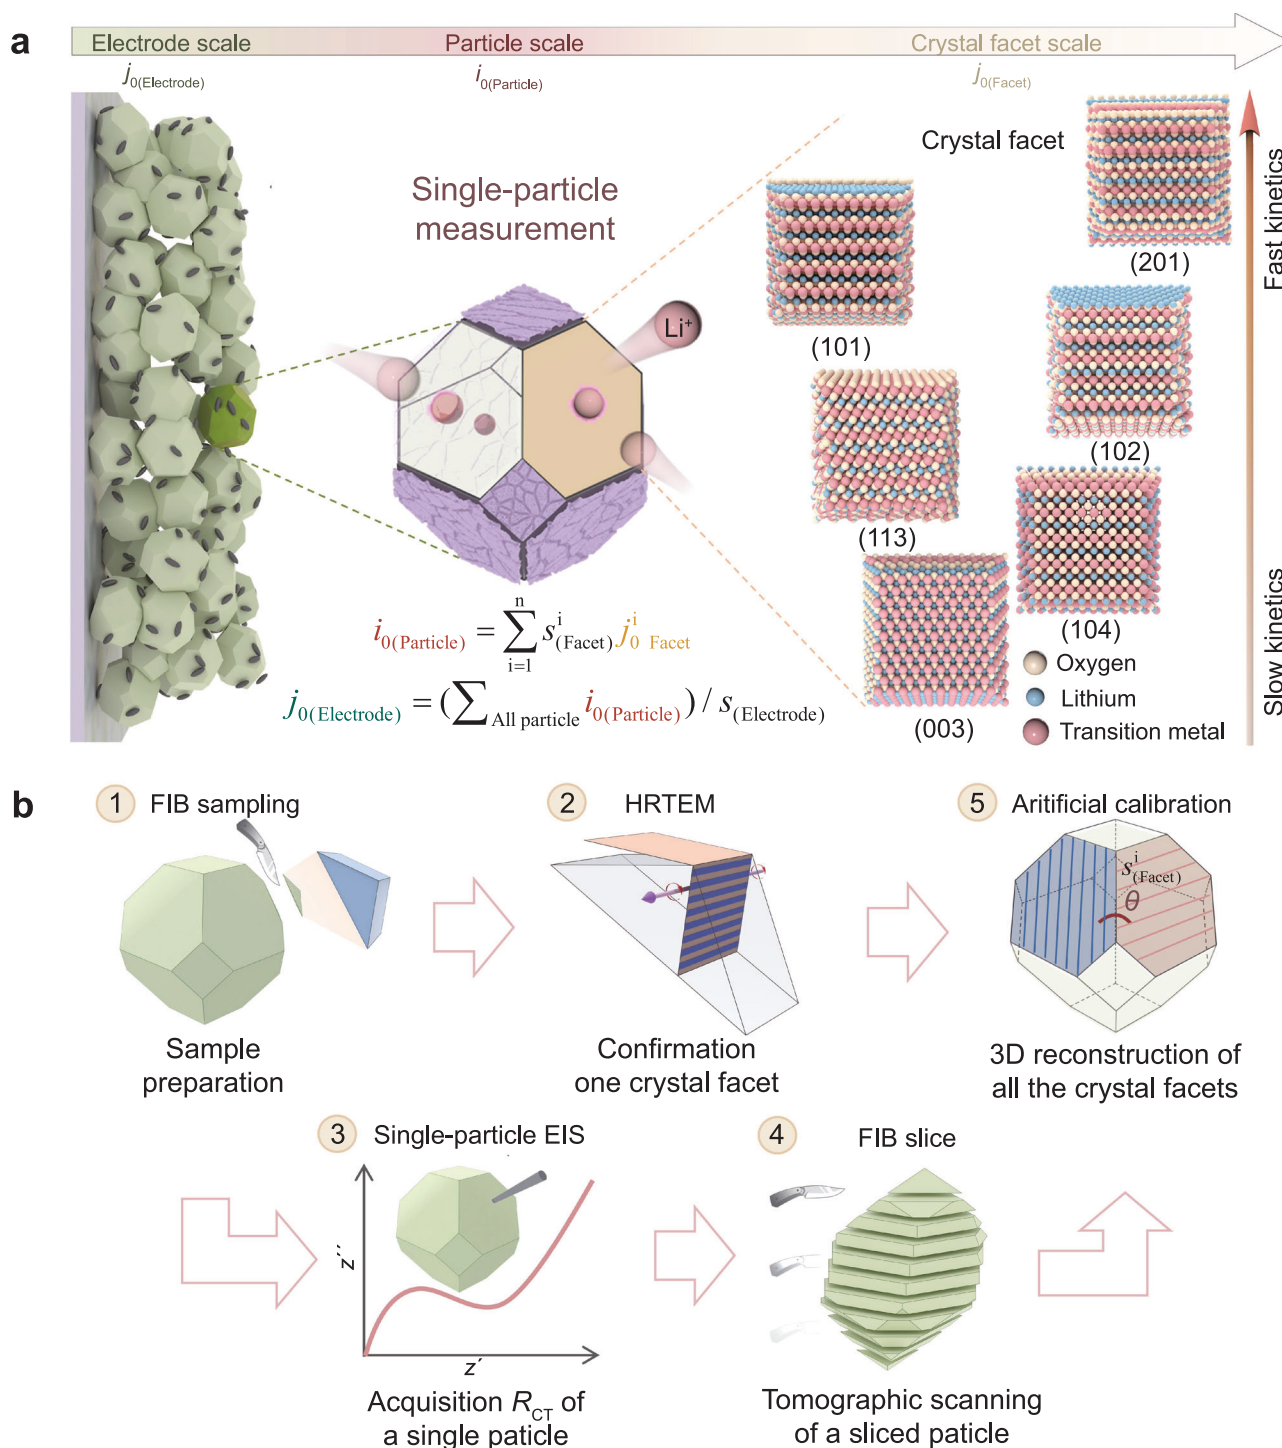 a
Electrode scale
Particle scale
Crystal facet scale
j0(Electrode)
i0(Particle)
j0(Facet)
Single-particle
measurement
Li+
Crystal facet
(201)
(101)
(102)
(113)
(104)
(003)
Fast kinetics
Slow kinetics
Oxygen
Lithium
Transition metal
i0(Particle) = ∑ n i=1 s i (Facet) j i 0 Facet
j0(Electrode) = (∑All particle i0(Particle)) / s(Electrode)
b
1 FIB sampling
Sample
preparation
2 HRTEM
Confirmation
one crystal facet
5 Aritificial calibration
s i (Facet)
θ
3D reconstruction of
all the crystal facets
3 Single-particle EIS
z′′
z′
Acquisition RCT of
a single paticle
4 FIB slice
Tomographic scanning
of a sliced paticle